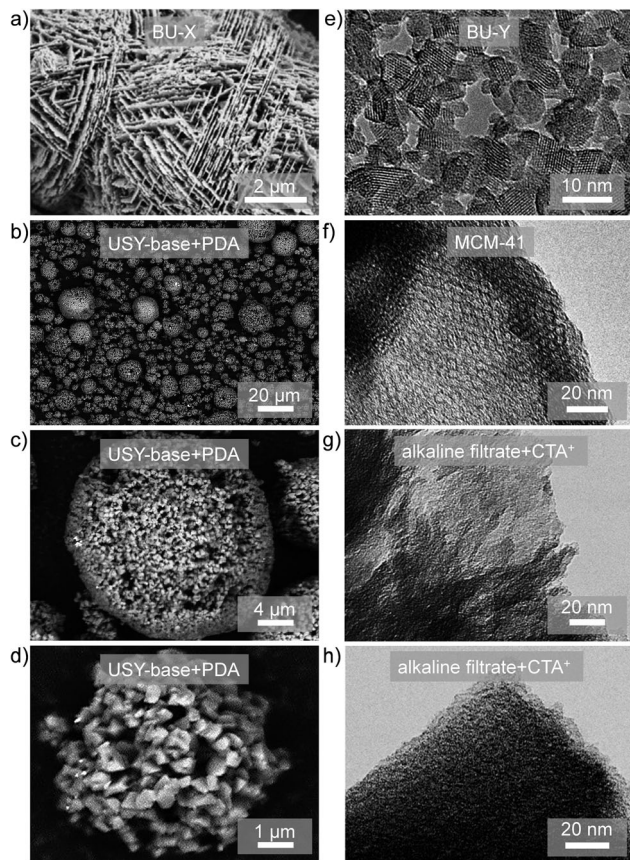 a)
BU-X
2 µm
b)
USY-base+PDA
20 µm
c)
USY-base+PDA
4 µm
d)
USY-base+PDA
1 µm
e)
BU-Y
10 nm
f)
MCM-41
20 nm
g)
alkaline filtrate+CTA⁺
20 nm
h)
alkaline filtrate+CTA⁺
20 nm